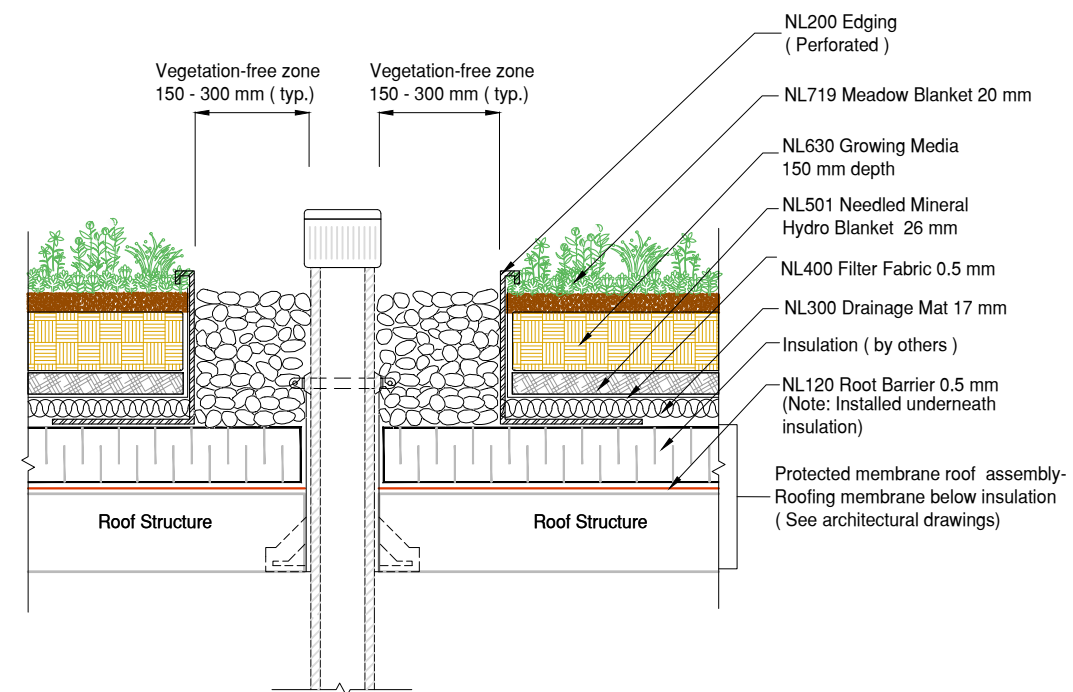 NL200 Edging
( Perforated )
Vegetation-free zone
150 - 300 mm ( typ.)
Vegetation-free zone
150 - 300 mm ( typ.)
NL719 Meadow Blanket 20 mm
NL630 Growing Media
150 mm depth
NL501 Needled Mineral
Hydro Blanket 26 mm
NL400 Filter Fabric 0.5 mm
NL300 Drainage Mat 17 mm
Insulation ( by others )
NL120 Root Barrier 0.5 mm
(Note: Installed underneath
insulation)
Protected membrane roof assembly-
Roofing membrane below insulation
( See architectural drawings)
Roof Structure
Roof Structure